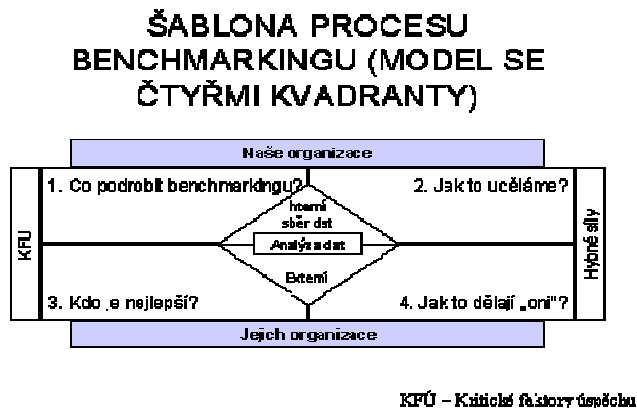 ŠABLONA PROCESU
BENCHMARKINGU (MODEL SE
ČTYŘMI KVADRANTY)
Naše organizace
1. Co podrobit benchmarkingu?
2. Jak to uděláme?
Interní
sběr dat
KFÚ
Analýza dat
Hybné síly
Externí
3. Kdo je nejlepší?
4. Jak to dělají „oni"?
Jejich organizace
KFÚ – Kritické faktory úspěchu